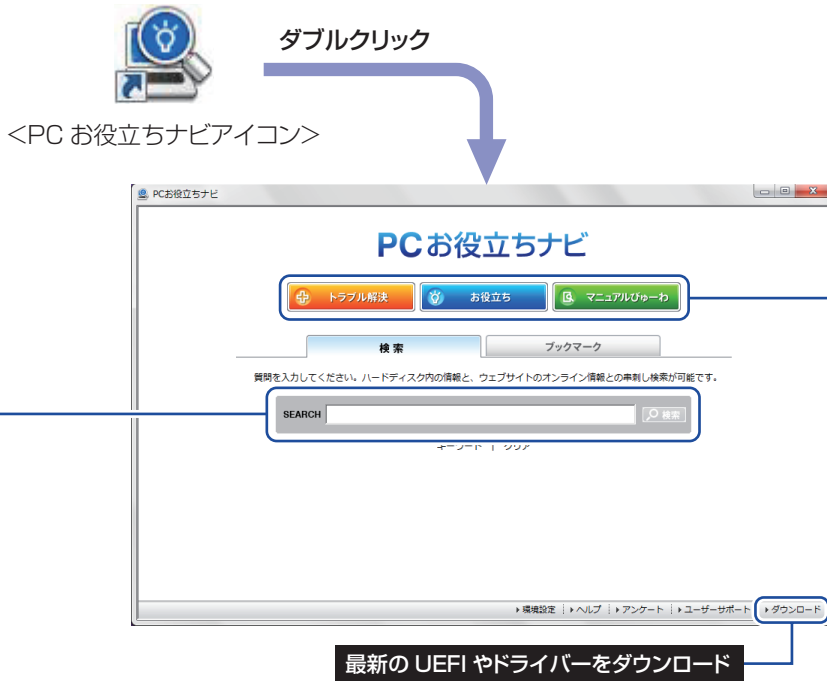 ダブルクリック
＜PC お役立ちナビアイコン＞
PCお役立ちナビ
PCお役立ちナビ
トラブル解決
お役立ち
マニュアルびゅーわ
検索
ブックマーク
質問を入力してください。ハードディスク内の情報と、ウェブサイトのオンライン情報との串刺し検索が可能です。
SEARCH
検索
キーワード | クリア
環境設定 ヘルプ アンケート ユーザーサポート ダウンロード
最新の UEFI やドライバーをダウンロード